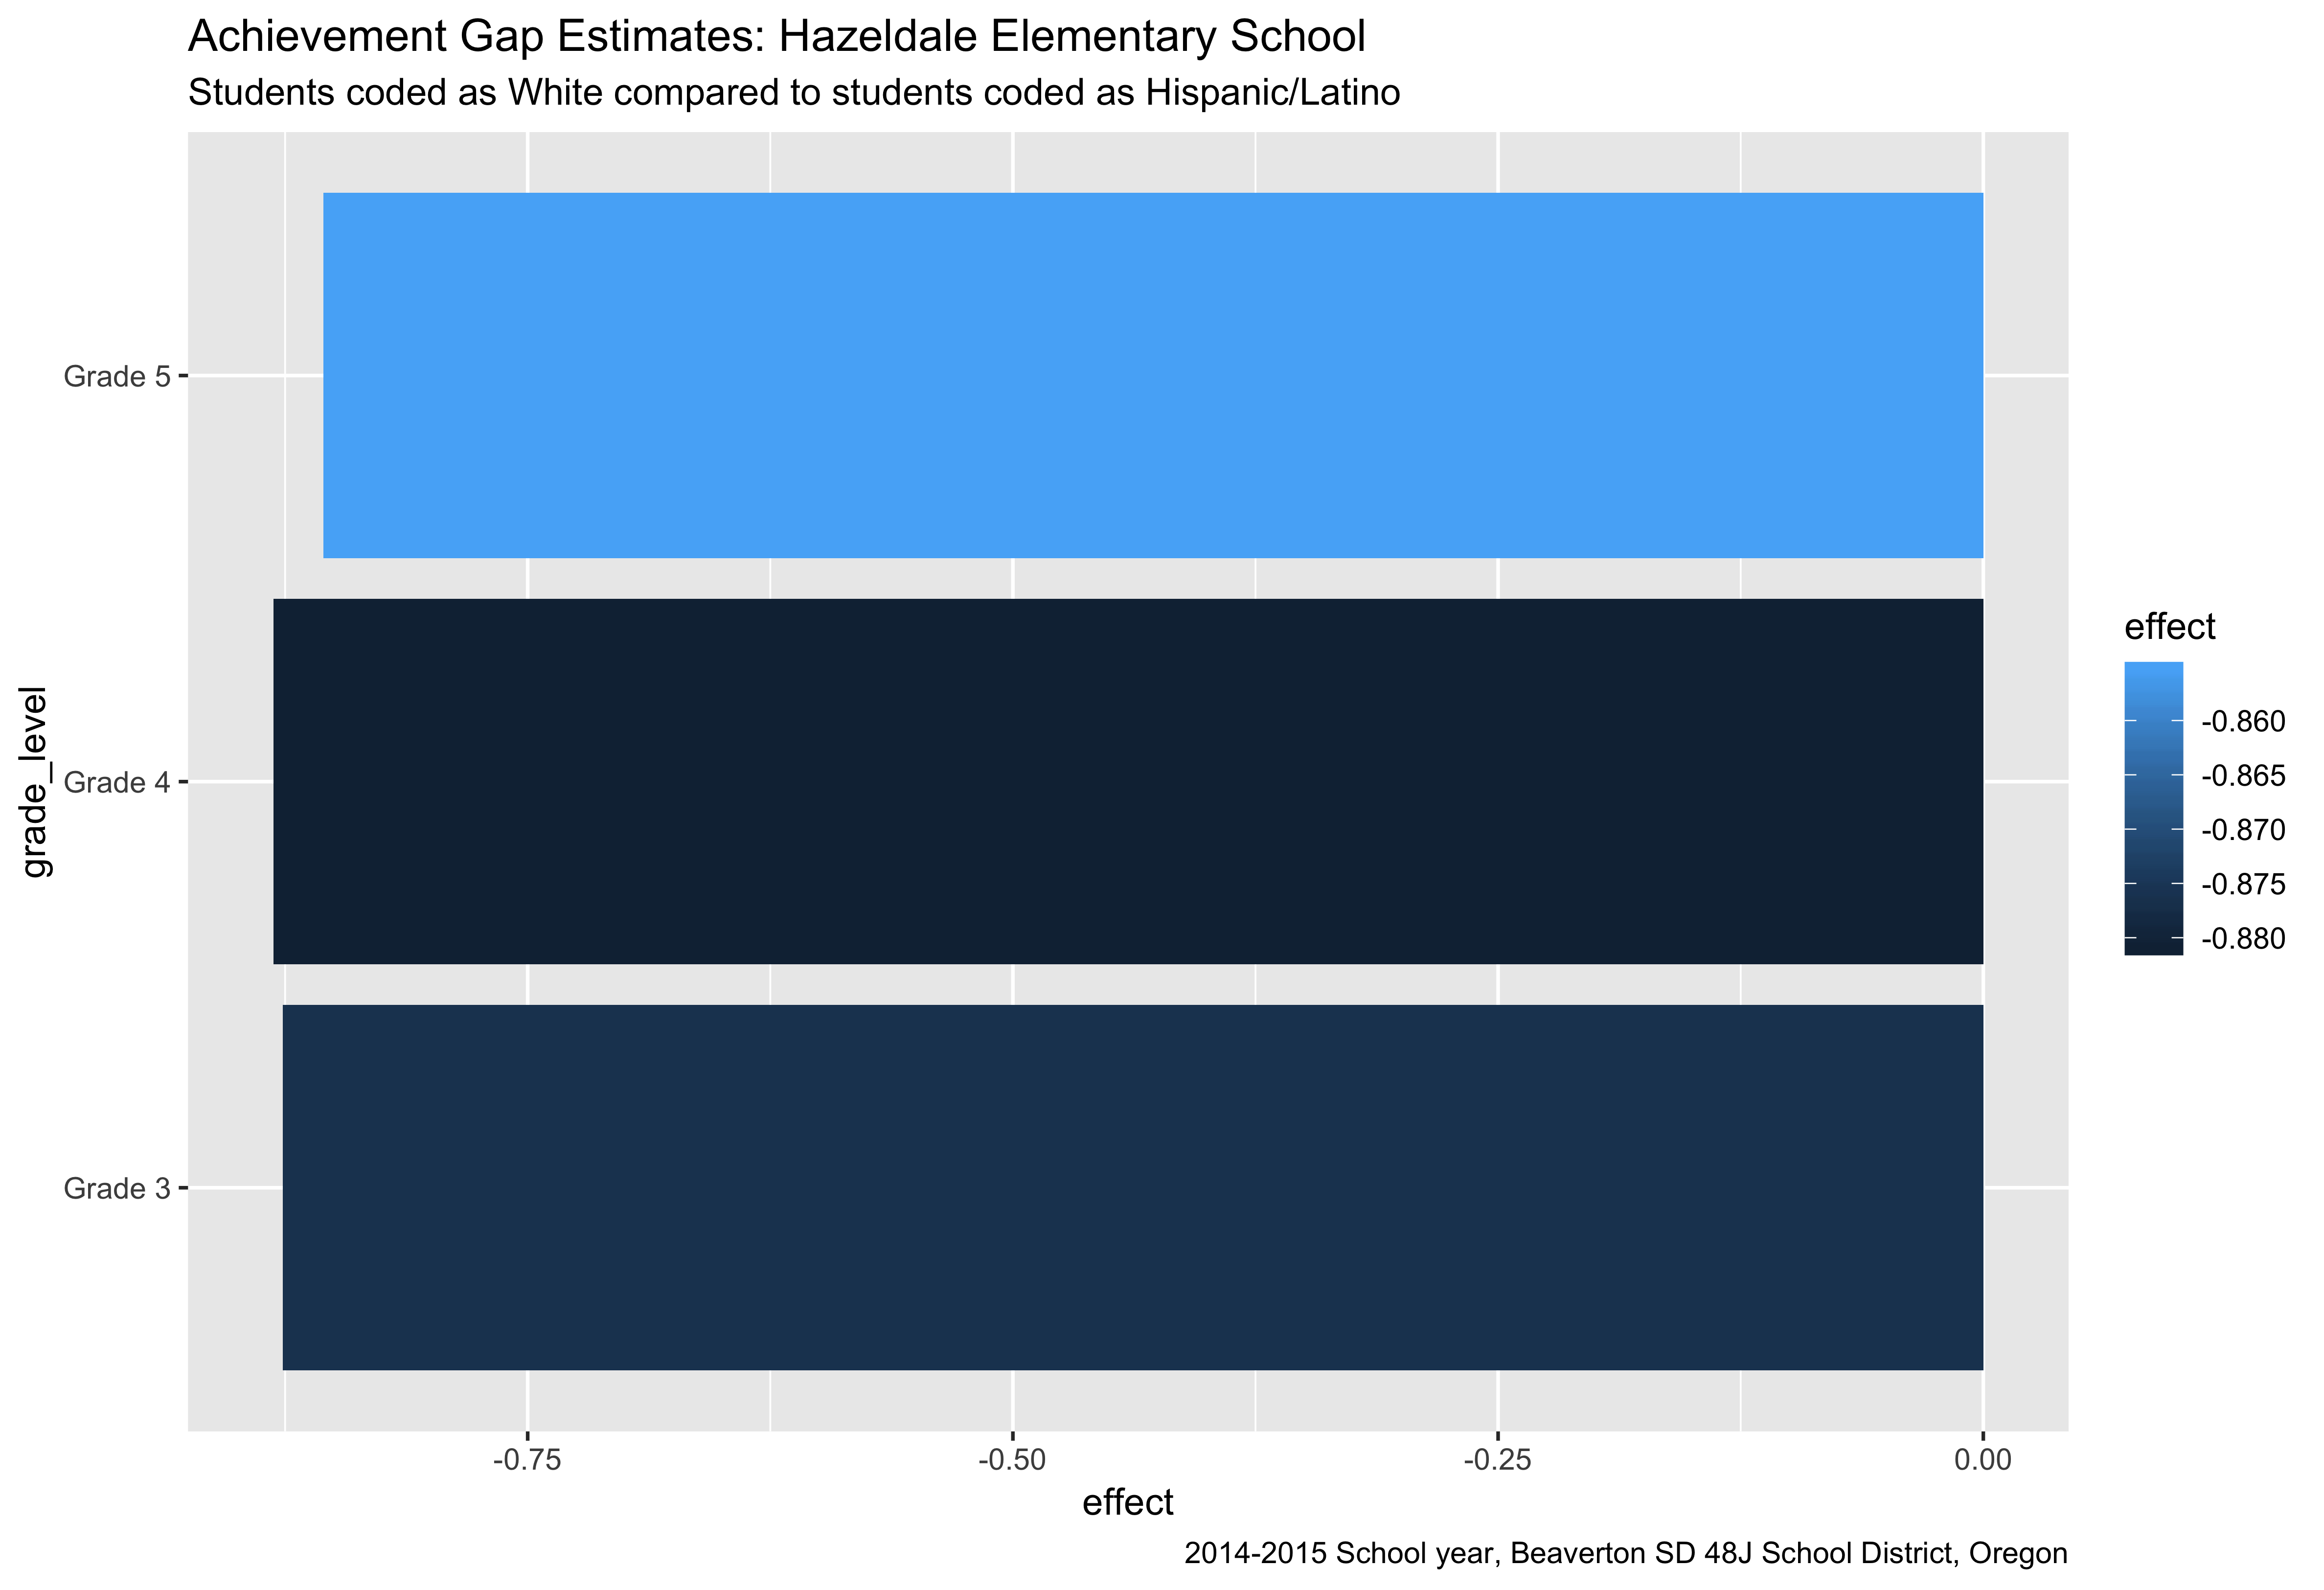 Achievement Gap Estimates: Hazeldale Elementary School
Students coded as White compared to students coded as Hispanic/Latino
grade_level
Grade 5
Grade 4
Grade 3
-0.75
-0.50
-0.25
0.00
effect
effect
-0.860
-0.865
-0.870
-0.875
-0.880
2014-2015 School year, Beaverton SD 48J School District, Oregon